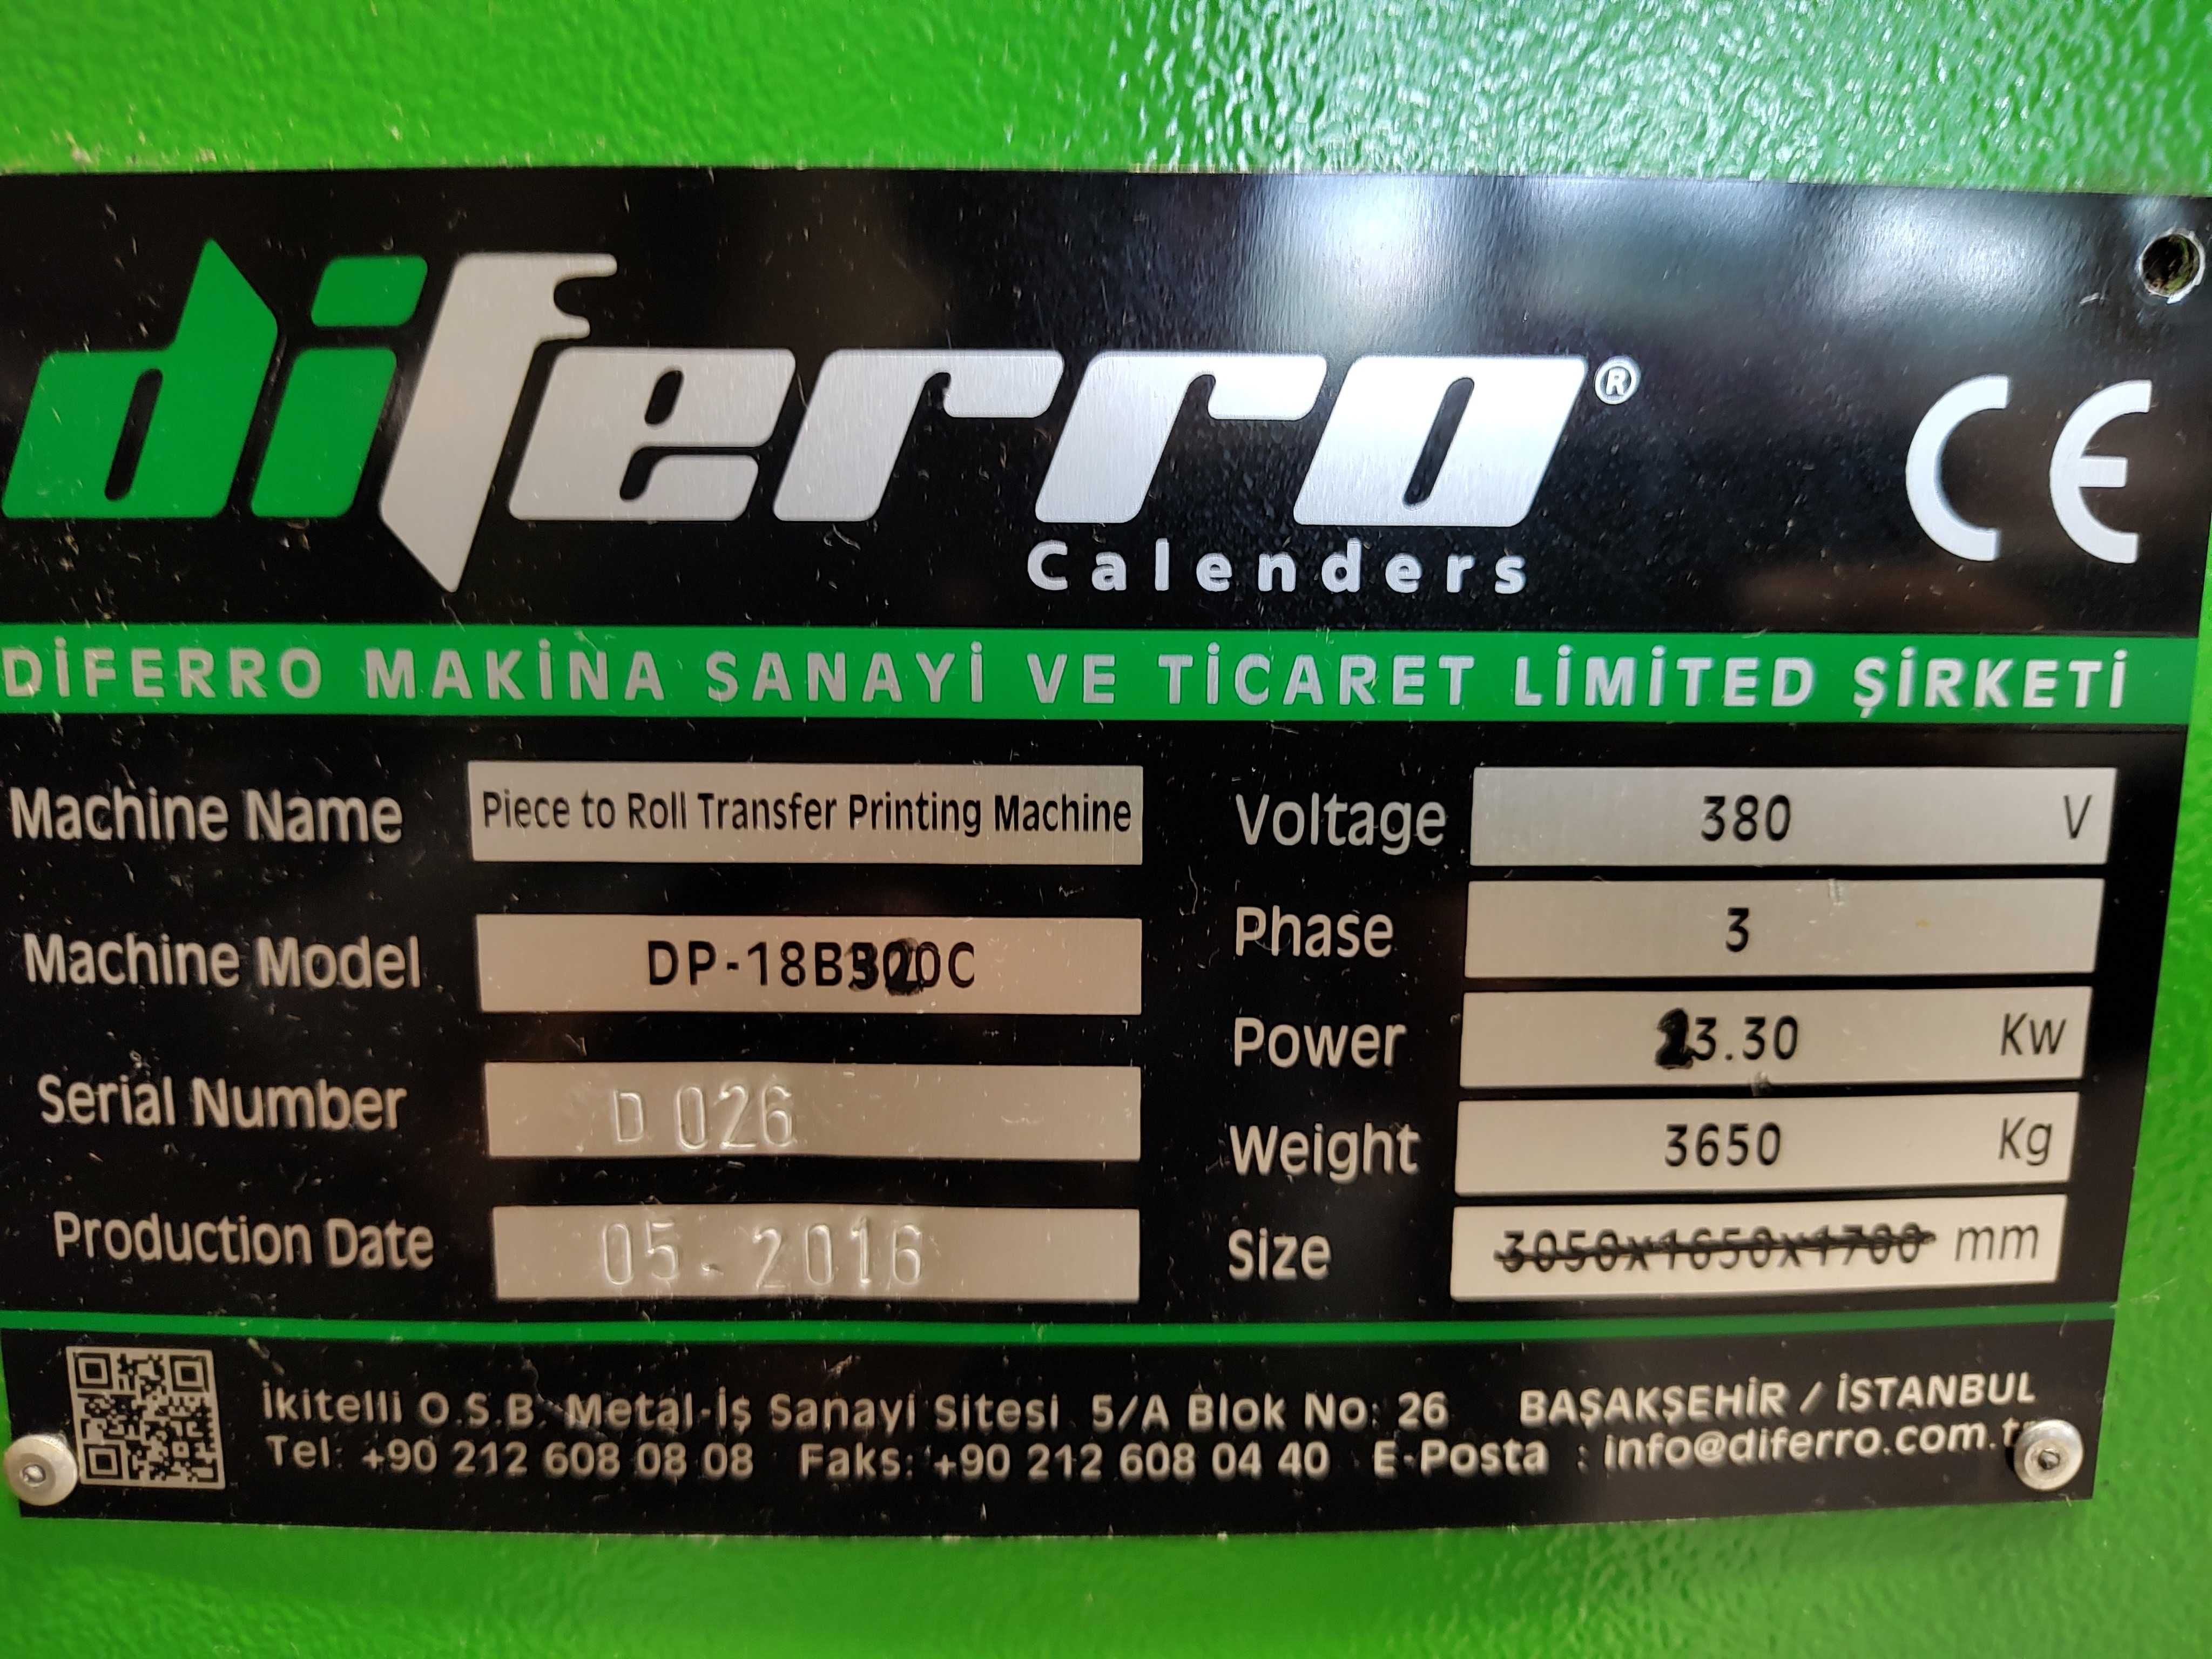 diferro®
Calenders
CE
DİFERRO MAKİNA SANAYİ VE TİCARET LİMİTED ŞİRKETİ
Machine Name Piece to Roll Transfer Printing Machine
Machine Model
Serial Number D 026
Production Date 05-2016
Voltage 380 V
Phase 3
Power Kw
Weight 3650 Kg
Size 3050x1650x1700 mm
İkitelli O.S.B. Metal-İş Sanayi Sitesi 5/A Blok No: 26 BAŞAKŞEHİR / İSTANBUL
Tel: +90 212 608 08 08 Faks: +90 212 608 04 40 E-Posta : info@diferro.com.tr